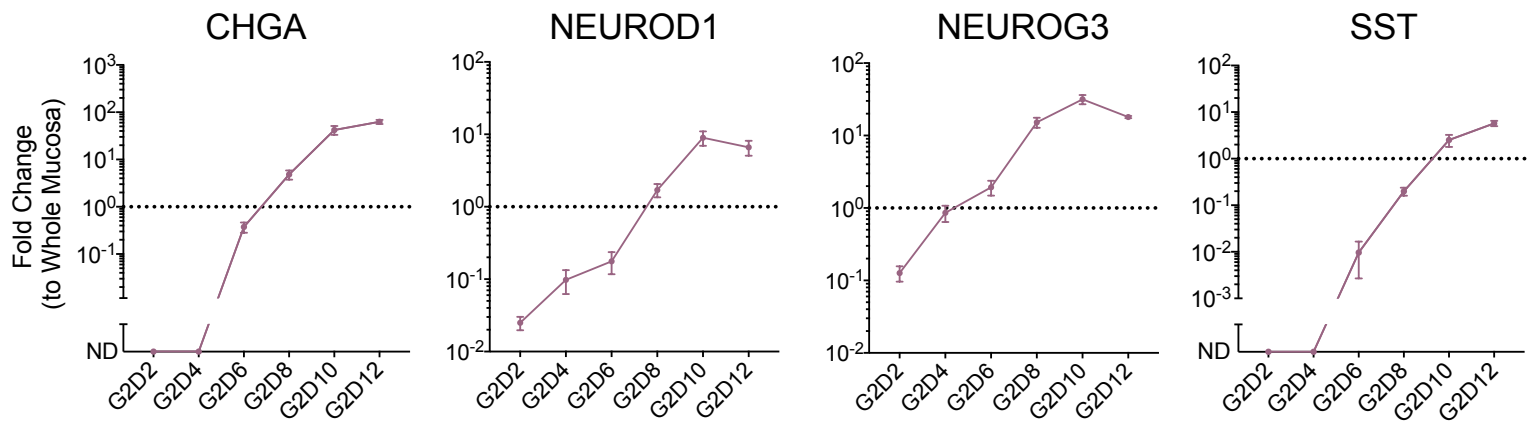 CHGA
NEUROD1
NEUROG3
SST
Fold Change
(to Whole Mucosa)
10³
10²
10¹
10⁰
10⁻¹
ND
G2D2
G2D4
G2D6
G2D8
G2D10
G2D12
10²
10¹
10⁰
10⁻¹
10⁻²
G2D2
G2D4
G2D6
G2D8
G2D10
G2D12
10²
10¹
10⁰
10⁻¹
10⁻²
G2D2
G2D4
G2D6
G2D8
G2D10
G2D12
10²
10¹
10⁰
10⁻¹
10⁻²
10⁻³
ND
G2D2
G2D4
G2D6
G2D8
G2D10
G2D12